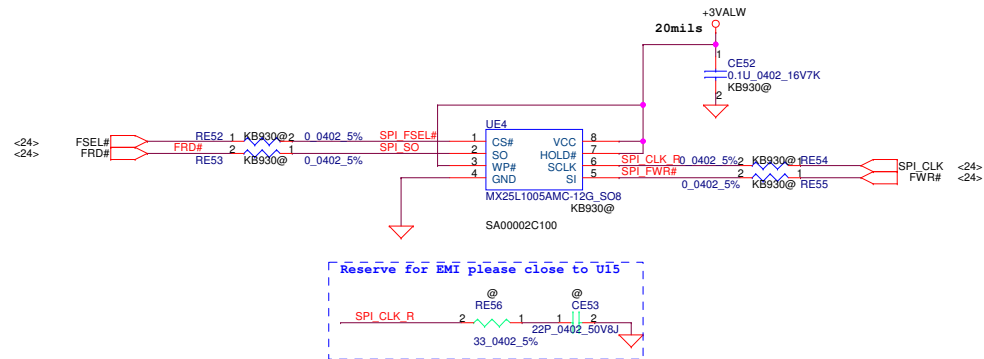 +3VALW
20mils
1
CE52
0.1U_0402_16V7K
KB930@
2
UE4
<24> FSEL# RE52 1 KB930@ 2 0_0402_5% SPI_FSEL# 1 CS# VCC 8
<24> FRD# FRD# RE53 2 KB930@ 1 0_0402_5% SPI_SO 2 SO HOLD# 7
3 WP# SCLK 6 SPI_CLK_R 0_0402_5% 2 KB930@ 1 RE54 SPI_CLK <24>
4 GND SI 5 SPI_FWR# 0_0402_5% 2 KB930@ 1 RE55 FWR# <24>
MX25L1005AMC-12G_SO8
KB930@
SA00002C100
Reserve for EMI please close to U15
@ @
RE56 CE53
SPI_CLK_R 2 1 1 2
22P_0402_50V8J
33_0402_5%